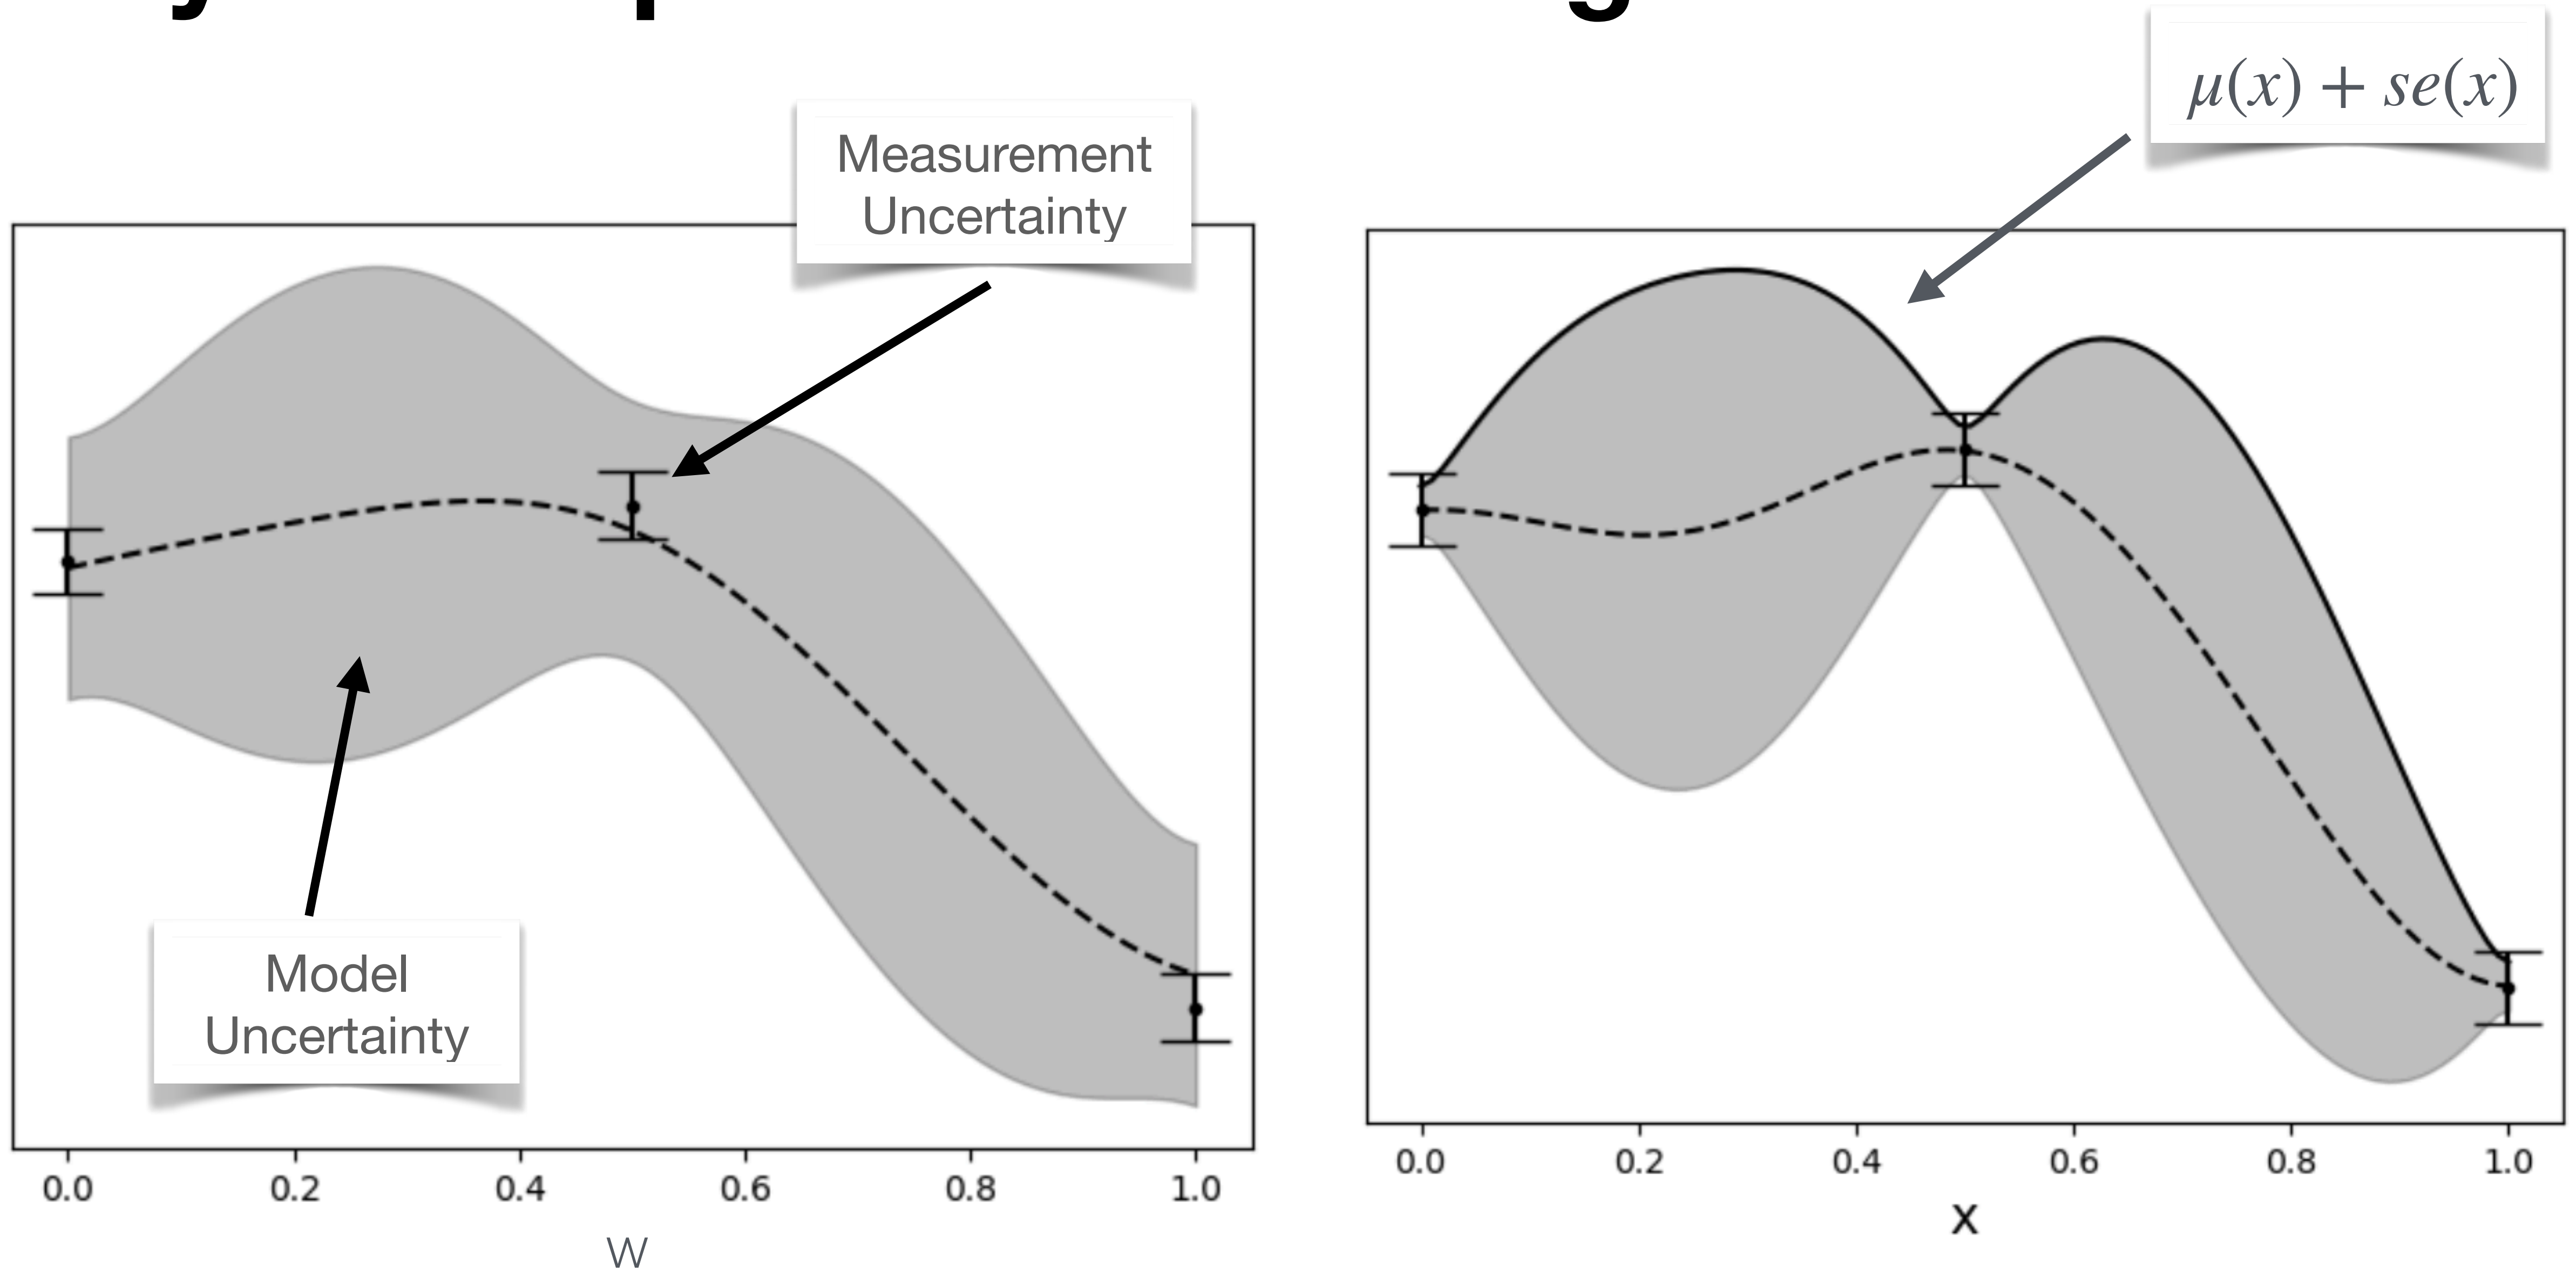 Measurement
Uncertainty
μ(x) + se(x)
Model
Uncertainty
0.0 0.2 0.4 0.6 0.8 1.0
w
0.0 0.2 0.4 0.6 0.8 1.0
x